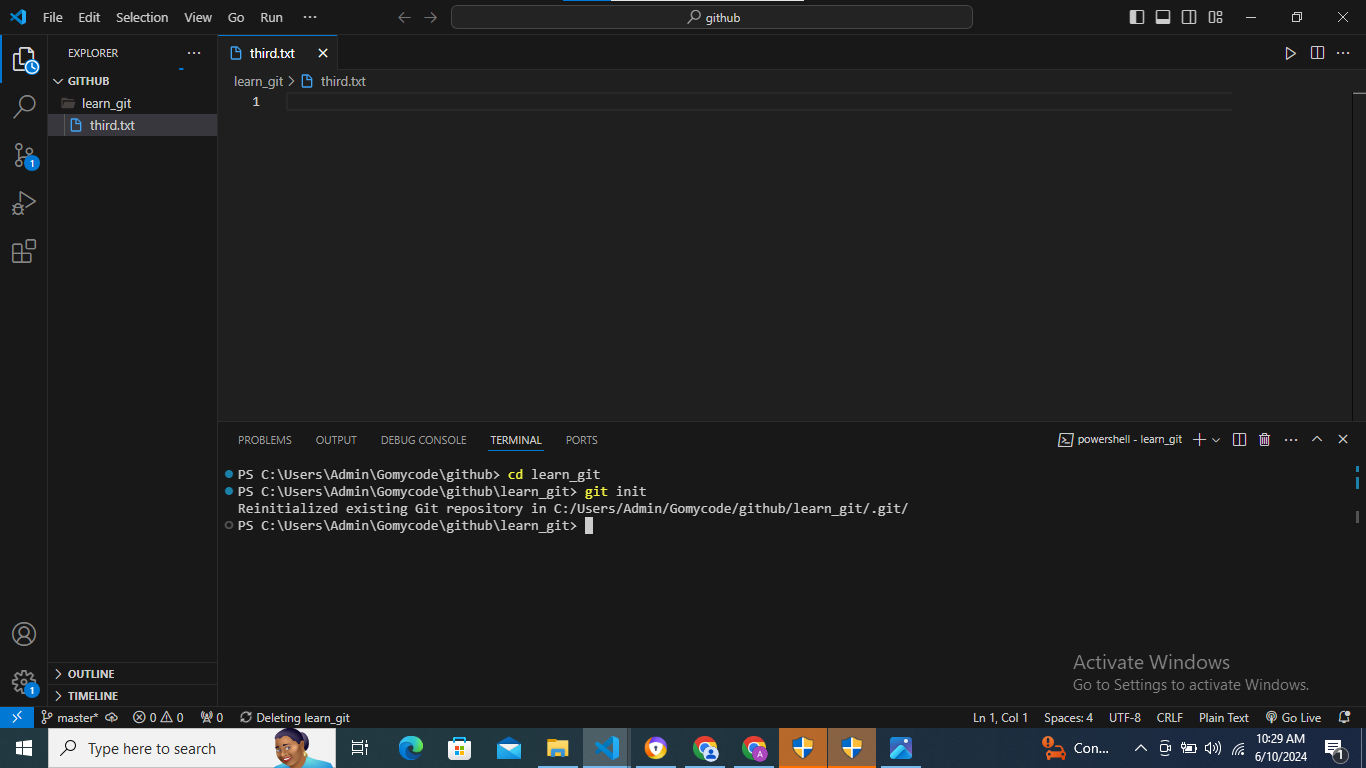 File Edit Selection View Go Run ···
github
EXPLORER ···
GITHUB
learn_git
third.txt
third.txt
learn_git > third.txt
1
1
OUTLINE
TIMELINE
1
PROBLEMS OUTPUT DEBUG CONSOLE TERMINAL PORTS
powershell - learn_git
PS C:\Users\Admin\Gomycode\github> cd learn_git
PS C:\Users\Admin\Gomycode\github\learn_git> git init
Reinitialized existing Git repository in C:/Users/Admin/Gomycode/github/learn_git/.git/
PS C:\Users\Admin\Gomycode\github\learn_git>
Activate Windows
Go to Settings to activate Windows.
master* 0 0 0 Deleting learn_git
Ln 1, Col 1 Spaces: 4 UTF-8 CRLF Plain Text Go Live
Type here to search
A
Con...
10:29 AM
6/10/2024
1